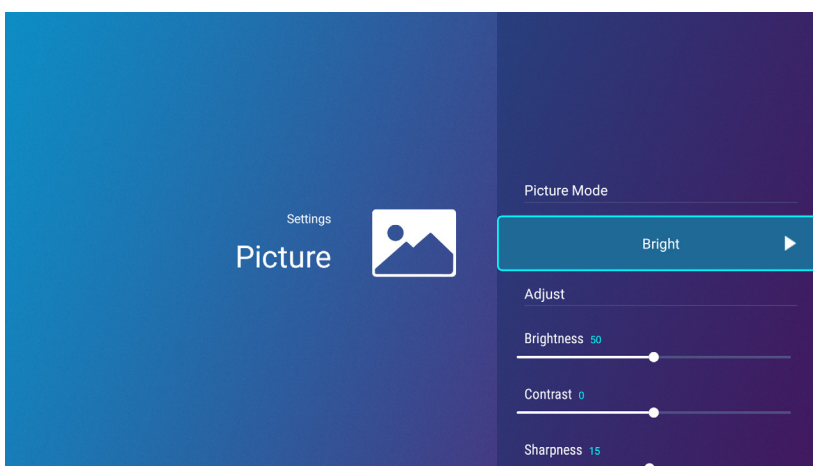 Settings
Picture
Picture Mode
Bright
Adjust
Brightness 50
Contrast 0
Sharpness 15